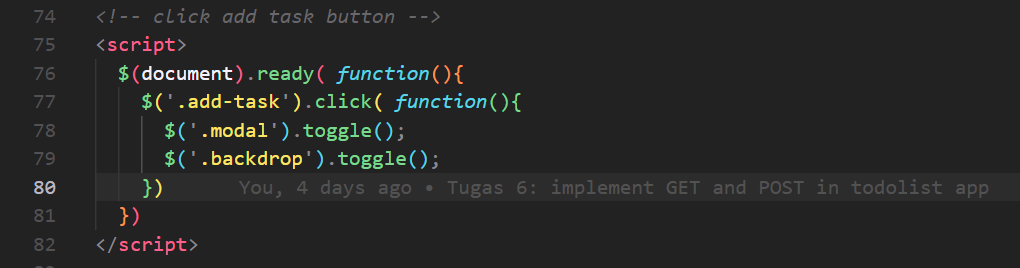 74 <!-- click add task button -->
75 <script>
76 $(document).ready( function(){
77 $('.add-task').click( function(){
78 $('.modal').toggle();
79 $('.backdrop').toggle();
80 }) You, 4 days ago • Tugas 6: implement GET and POST in todolist app
81 })
82 </script>